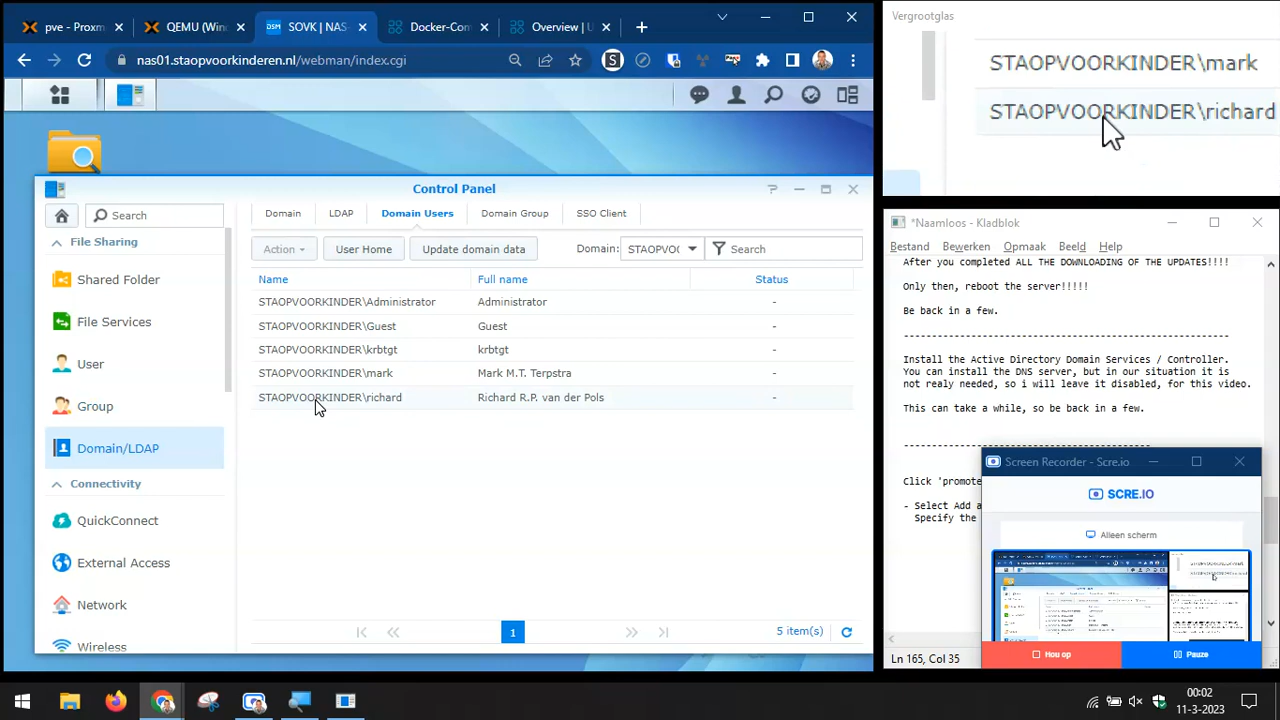 pve - Proxm
QEMU (Win
DSM
SOVK | NAS
Docker-Con
Overview | U
nas01.staopvoorkinderen.nl/webman/index.cgi
Control Panel
Search
File Sharing
Shared Folder
File Services
User
Group
Domain/LDAP
Connectivity
QuickConnect
External Access
Network
Wireless
Domain
LDAP
Domain Users
Domain Group
SSO Client
Action
User Home
Update domain data
Domain:
STAOPVO(
Search
Name
Full name
Status
STAOPVOORKINDER\Administrator
Administrator
-
STAOPVOORKINDER\Guest
Guest
-
STAOPVOORKINDER\krbtgt
krbtgt
-
STAOPVOORKINDER\mark
Mark M.T. Terpstra
-
STAOPVOORKINDER\richard
Richard R.P. van der Pols
-
1
5 item(s)
Vergrootglas
STAOPVOORKINDER\mark
STAOPVOORKINDER\richard
*Naamloos - Kladblok
Bestand
Bewerken
Opmaak
Beeld
Help
After you completed ALL THE DOWNLOADING OF THE UPDATES!!!!
Only then, reboot the server!!!!!
Be back in a few.
-----------------------------------------------------
Install the Active Directory Domain Services / Controller.
You can install the DNS server, but in our situation it is
not realy needed, so i will leave it disabled, for this video.
This can take a while, so be back in a few.
----------------------------------------
Click 'promote
- Select Add a
Specify the
Ln 165, Col 35
Screen Recorder - Scre.io
SCRE.IO
Alleen scherm
Hou op
Pauze
00:02
11-3-2023